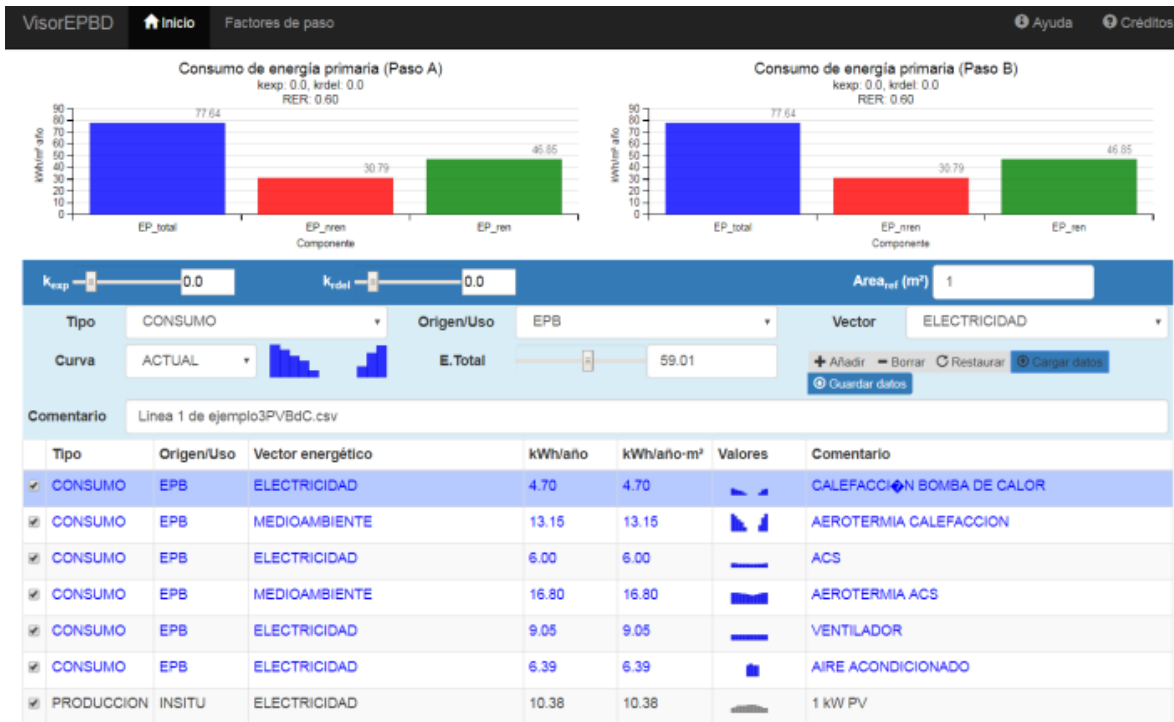 VisorEPBD Inicio Factores de paso Ayuda Créditos
Consumo de energía primaria (Paso A)
kexp: 0.0, krdel: 0.0
RER: 0.60
kWh/m² año
90
80
70
60
50
40
30
20
10
0
77.64
30.79
46.85
EP_total EP_nren EP_ren
Componente
Consumo de energía primaria (Paso B)
kexp: 0.0, krdel: 0.0
RER: 0.60
kWh/m² año
90
80
70
60
50
40
30
20
10
0
77.64
30.79
46.85
EP_total EP_nren EP_ren
Componente
kexp 0.0 krdel 0.0 Arearef (m²) 1
Tipo CONSUMO Origen/Uso EPB Vector ELECTRICIDAD
Curva ACTUAL E.Total 59.01 Añadir Borrar Restaurar Cargar datos
Guardar datos
Comentario Linea 1 de ejemplo3PVBdC.csv
Tipo Origen/Uso Vector energético kWh/año kWh/año·m² Valores Comentario
CONSUMO EPB ELECTRICIDAD 4.70 4.70 CALEFACCI�N BOMBA DE CALOR
CONSUMO EPB MEDIOAMBIENTE 13.15 13.15 AEROTERMIA CALEFACCION
CONSUMO EPB ELECTRICIDAD 6.00 6.00 ACS
CONSUMO EPB MEDIOAMBIENTE 16.80 16.80 AEROTERMIA ACS
CONSUMO EPB ELECTRICIDAD 9.05 9.05 VENTILADOR
CONSUMO EPB ELECTRICIDAD 6.39 6.39 AIRE ACONDICIONADO
PRODUCCION INSITU ELECTRICIDAD 10.38 10.38 1 kW PV